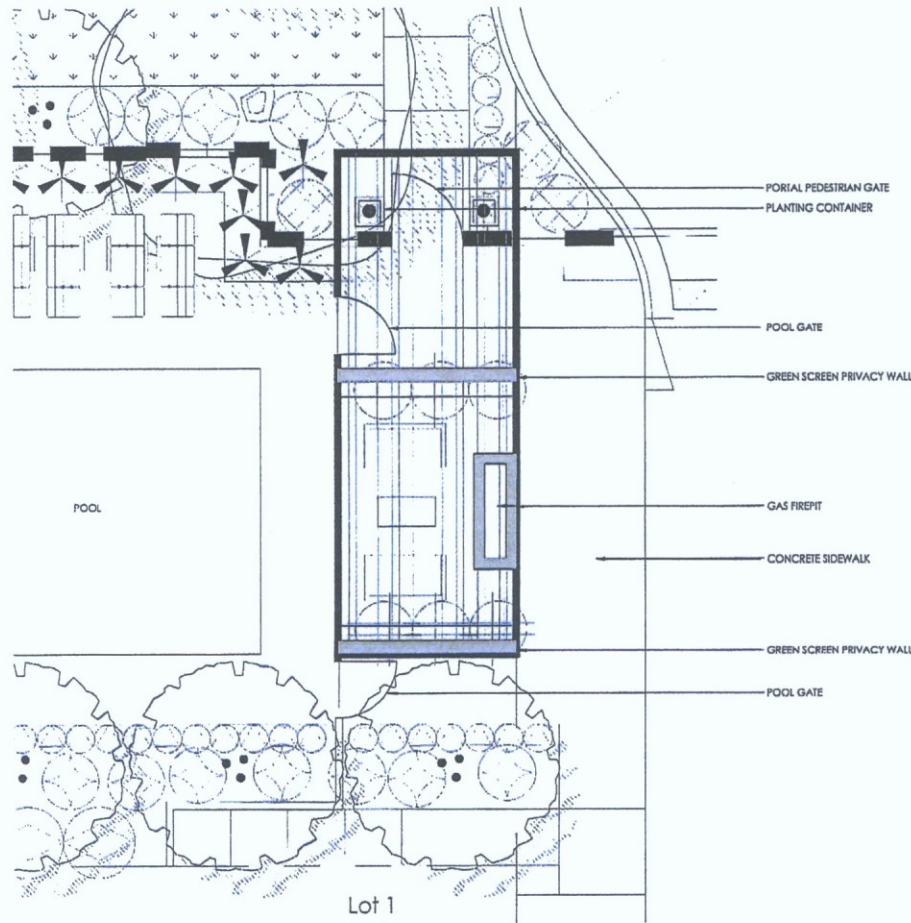 PORTAL PEDESTRIAN GATE
PLANTING CONTAINER
POOL GATE
GREEN SCREEN PRIVACY WALL
POOL
GAS FIREPIT
CONCRETE SIDEWALK
GREEN SCREEN PRIVACY WALL
POOL GATE
Lot 1